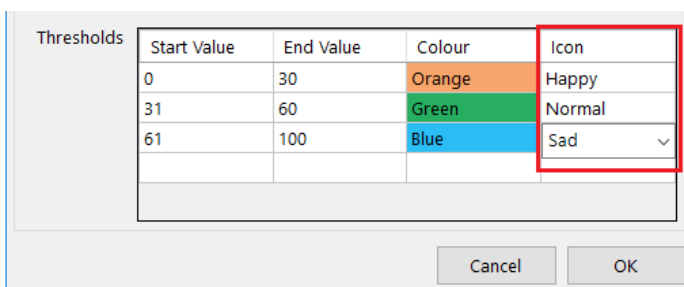 Thresholds Start Value End Value Colour Icon
0 30 Orange Happy
31 60 Green Normal
61 100 Blue Sad
Cancel OK